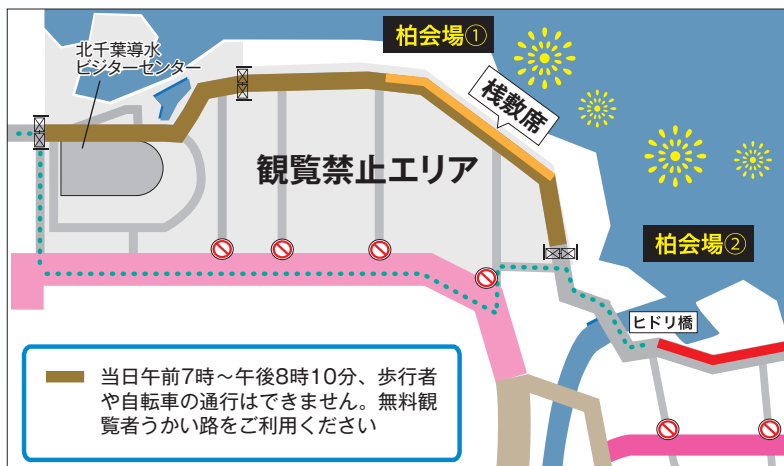 柏会場①
北千葉導水
ビジターセンター
桟敷席
観覧禁止エリア
柏会場②
ヒドリ橋
当日午前7時〜午後8時10分、歩行者
や自転車の通行はできません。無料観
覧者うかい路をご利用ください